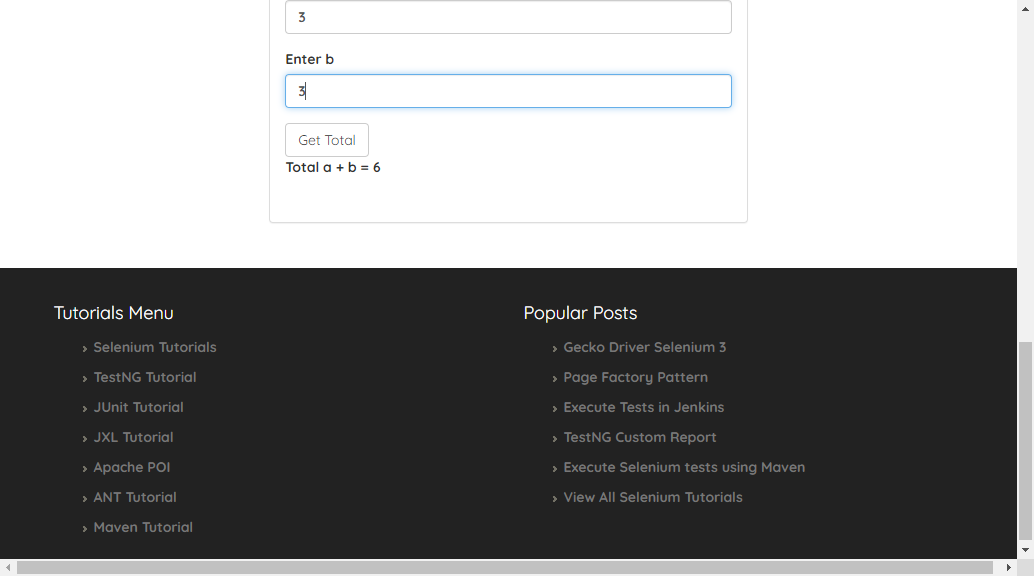 3
Enter b
3
Get Total
Total a + b = 6
Tutorials Menu
Selenium Tutorials
TestNG Tutorial
JUnit Tutorial
JXL Tutorial
Apache POI
ANT Tutorial
Maven Tutorial
Popular Posts
Gecko Driver Selenium 3
Page Factory Pattern
Execute Tests in Jenkins
TestNG Custom Report
Execute Selenium tests using Maven
View All Selenium Tutorials